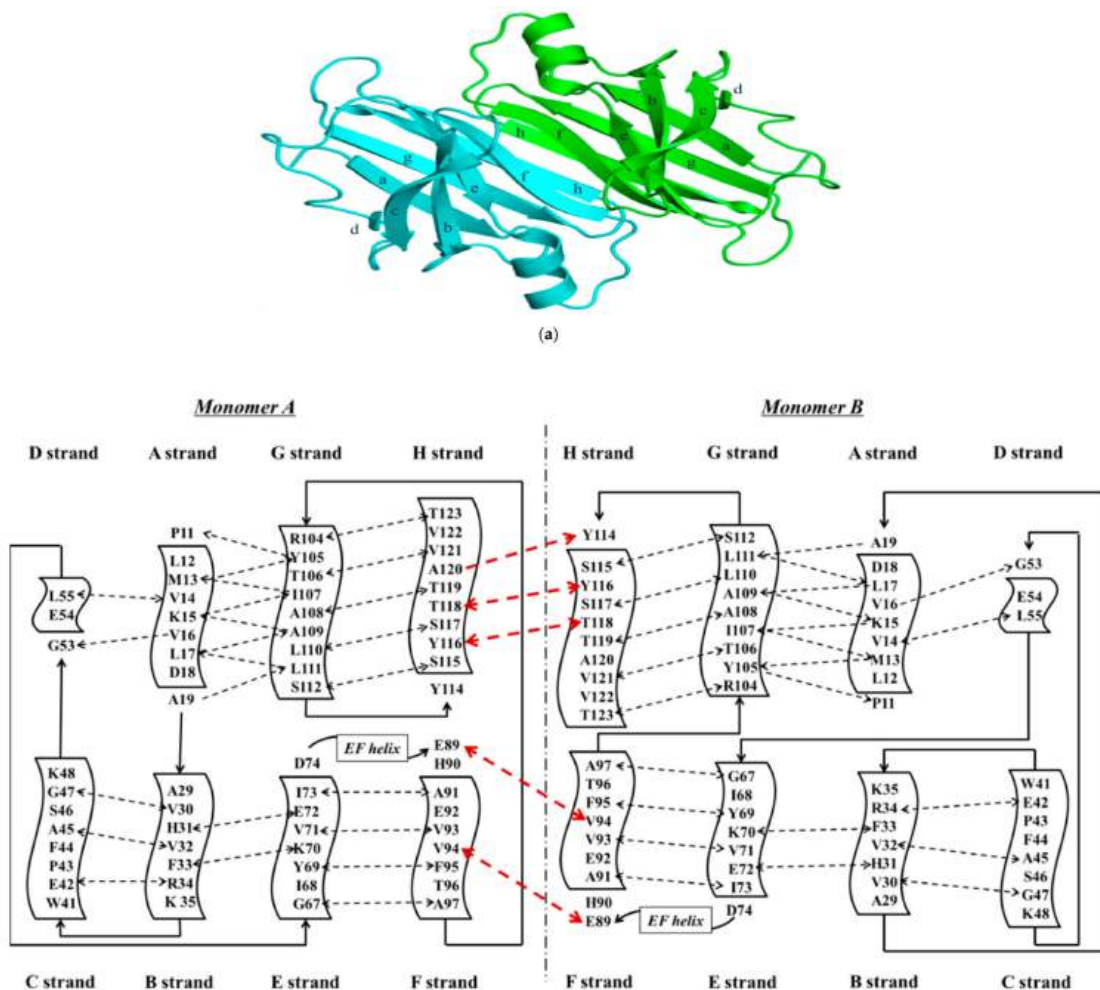 b
c
d
e
h
f
a
g
g
a
f
e
h
c
d
b
(a)
Monomer A
Monomer B
D strand A strand G strand H strand
H strand G strand A strand D strand
L55
E54
G53
P11
L12
M13
V14
K15
V16
L17
D18
A19
R104
Y105
T106
I107
A108
A109
L110
L111
S112
T123
V122
V121
A120
T119
T118
S117
Y116
S115
Y114
Y114
S115
Y116
S117
T118
T119
A120
V121
V122
T123
S112
L111
L110
A109
A108
I107
T106
Y105
R104
A19
D18
L17
V16
K15
V14
M13
L12
P11
G53
E54
L55
K48
G47
S46
A45
F44
P43
E42
W41
A29
V30
H31
V32
F33
R34
K 35
D74
EF helix
I73
E72
V71
K70
Y69
I68
G67
E89
H90
A91
E92
V93
V94
F95
T96
A97
A97
T96
F95
V94
V93
E92
A91
H90
E89
G67
I68
Y69
K70
V71
E72
I73
D74
EF helix
K35
R34
F33
V32
H31
V30
A29
W41
E42
P43
F44
A45
S46
G47
K48
C strand B strand E strand F strand
F strand E strand B strand C strand